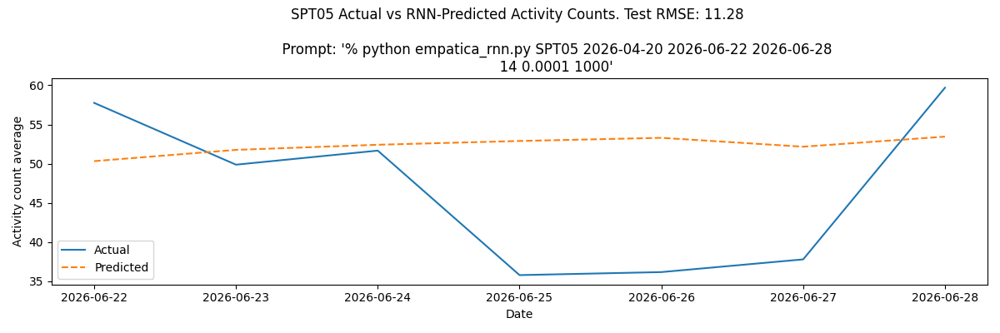 SPT05 Actual vs RNN-Predicted Activity Counts. Test RMSE: 11.28
Prompt: '% python empatica_rnn.py SPT05 2026-04-20 2026-06-22 2026-06-28
14 0.0001 1000'
60
55
50
45
40
35
Activity count average
Actual
Predicted
2026-06-22 2026-06-23 2026-06-24 2026-06-25 2026-06-26 2026-06-27 2026-06-28
Date